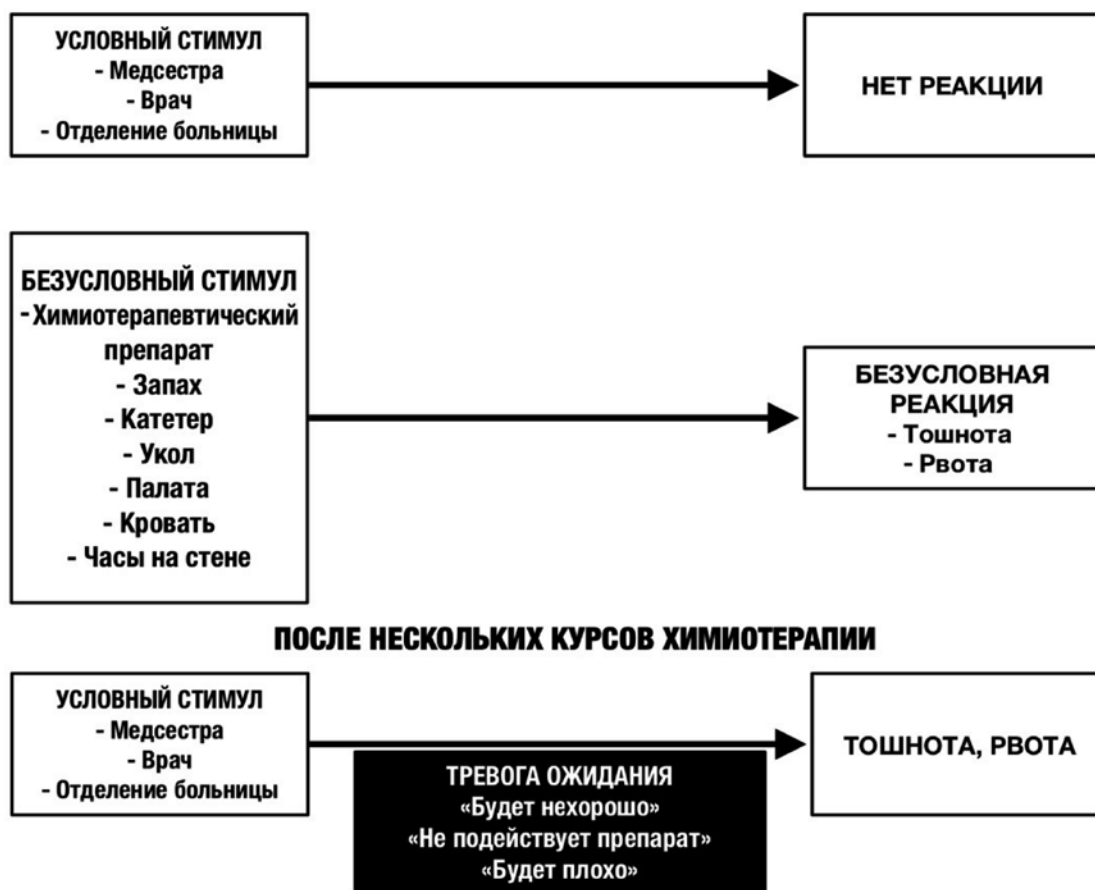 УСЛОВНЫЙ СТИМУЛ
- Медсестра
- Врач
- Отделение больницы
НЕТ РЕАКЦИИ
БЕЗУСЛОВНЫЙ СТИМУЛ
- Химиотерапевтический
препарат
- Запах
- Катетер
- Укол
- Палата
- Кровать
- Часы на стене
БЕЗУСЛОВНАЯ
РЕАКЦИЯ
- Тошнота
- Рвота
ПОСЛЕ НЕСКОЛЬКИХ КУРСОВ ХИМИОТЕРАПИИ
УСЛОВНЫЙ СТИМУЛ
- Медсестра
- Врач
- Отделение больницы
ТРЕВОГА ОЖИДАНИЯ
«Будет нехорошо»
«Не подействует препарат»
«Будет плохо»
ТОШНОТА, РВОТА